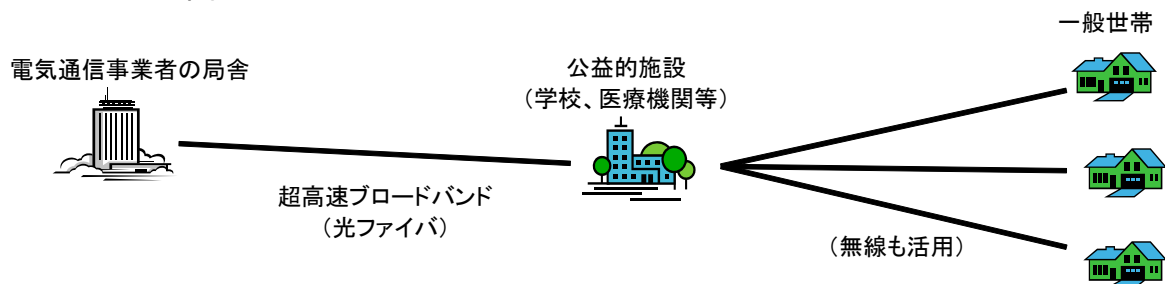 一般世帯
電気通信事業者の局舎
公益的施設
（学校、医療機関等）
超高速ブロードバンド
（光ファイバ）
（無線も活用）